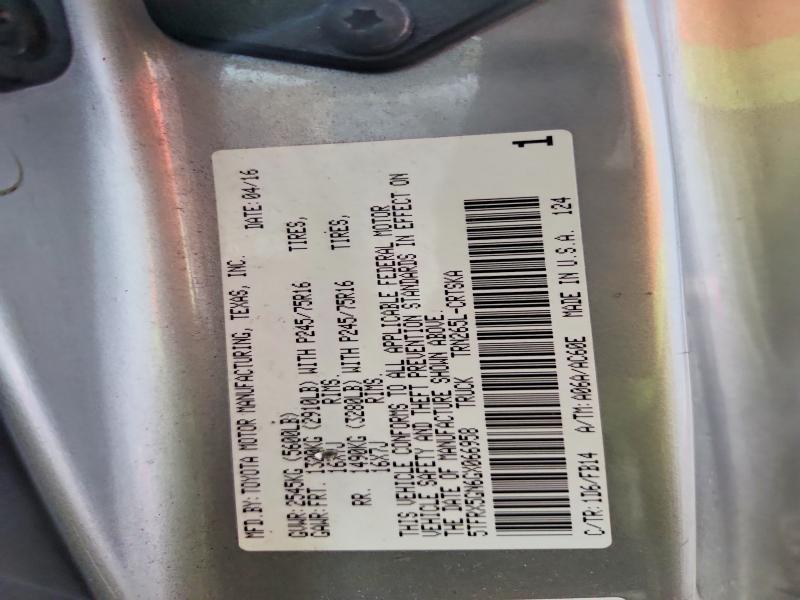 MFD.BY: TOYOTA MOTOR MANUFACTURING, TEXAS, INC. DATE: 04/16
GVWR: 2545KG (5600LB)
GAWR: FRT. 1320KG (2910LB) WITH P245/75R16 TIRES,
16X7J RIMS.
RR. 1490KG (3280LB) WITH P245/75R16 TIRES,
16X7J RIMS.
THIS VEHICLE CONFORMS TO ALL APPLICABLE FEDERAL MOTOR
VEHICLE SAFETY AND THEFT PREVENTION STANDARDS IN EFFECT ON
THE DATE OF MANUFACTURE SHOWN ABOVE.
TRUCK TRN265L-CRTSKA
C/TR: 1D6/FB14 A/TM: A06A/AC60E MADE IN U.S.A. 124
1